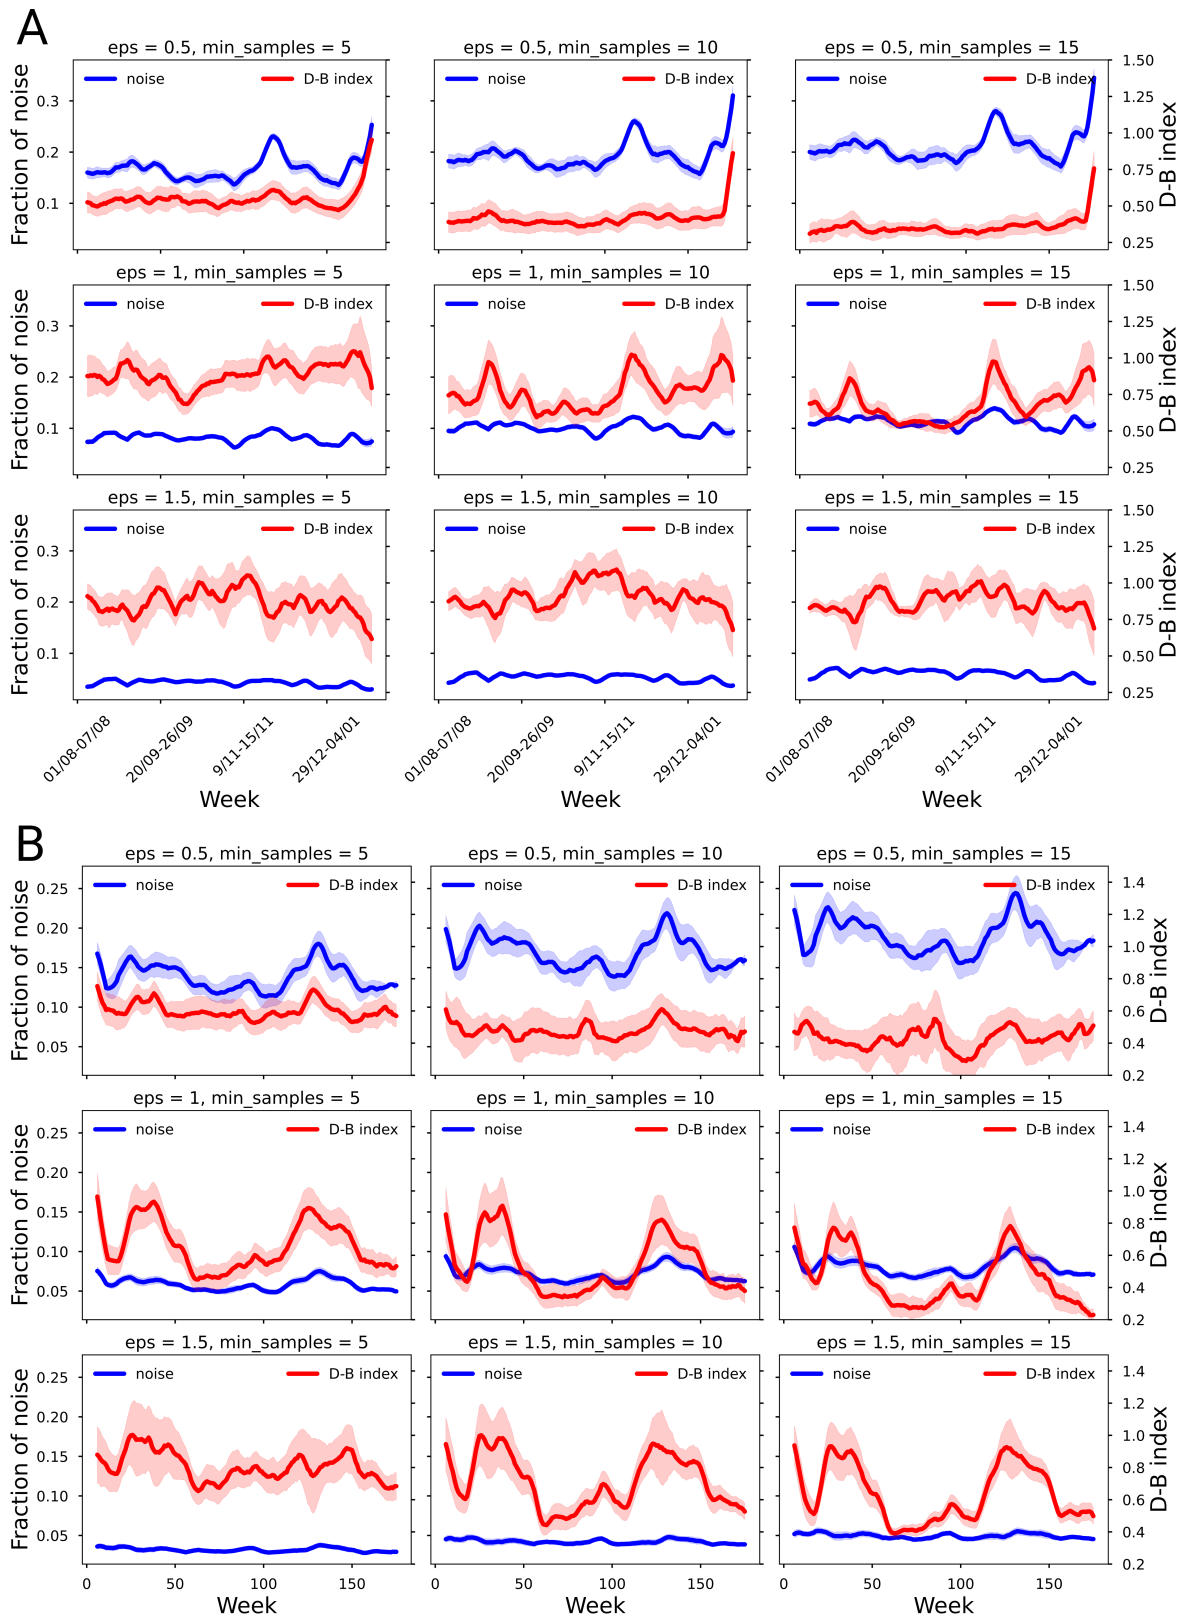 A
eps = 0.5, min_samples = 5
eps = 0.5, min_samples = 10
eps = 0.5, min_samples = 15
noise
D-B index
noise
D-B index
noise
D-B index
Fraction of noise
0.3
0.2
0.1
1.50
1.25
1.00
0.75
0.50
0.25
D-B index
eps = 1, min_samples = 5
eps = 1, min_samples = 10
eps = 1, min_samples = 15
noise
D-B index
noise
D-B index
noise
D-B index
Fraction of noise
0.3
0.2
0.1
1.50
1.25
1.00
0.75
0.50
0.25
D-B index
eps = 1.5, min_samples = 5
eps = 1.5, min_samples = 10
eps = 1.5, min_samples = 15
noise
D-B index
noise
D-B index
noise
D-B index
Fraction of noise
0.3
0.2
0.1
1.50
1.25
1.00
0.75
0.50
0.25
D-B index
01/08-07/08
20/09-26/09
9/11-15/11
29/12-04/01
01/08-07/08
20/09-26/09
9/11-15/11
29/12-04/01
01/08-07/08
20/09-26/09
9/11-15/11
29/12-04/01
Week
Week
Week
B
eps = 0.5, min_samples = 5
eps = 0.5, min_samples = 10
eps = 0.5, min_samples = 15
noise
D-B index
noise
D-B index
noise
D-B index
Fraction of noise
0.25
0.20
0.15
0.10
0.05
1.4
1.2
1.0
0.8
0.6
0.4
0.2
D-B index
eps = 1, min_samples = 5
eps = 1, min_samples = 10
eps = 1, min_samples = 15
noise
D-B index
noise
D-B index
noise
D-B index
Fraction of noise
0.25
0.20
0.15
0.10
0.05
1.4
1.2
1.0
0.8
0.6
0.4
0.2
D-B index
eps = 1.5, min_samples = 5
eps = 1.5, min_samples = 10
eps = 1.5, min_samples = 15
noise
D-B index
noise
D-B index
noise
D-B index
Fraction of noise
0.25
0.20
0.15
0.10
0.05
1.4
1.2
1.0
0.8
0.6
0.4
0.2
D-B index
0 50 100 150
0 50 100 150
0 50 100 150
Week
Week
Week